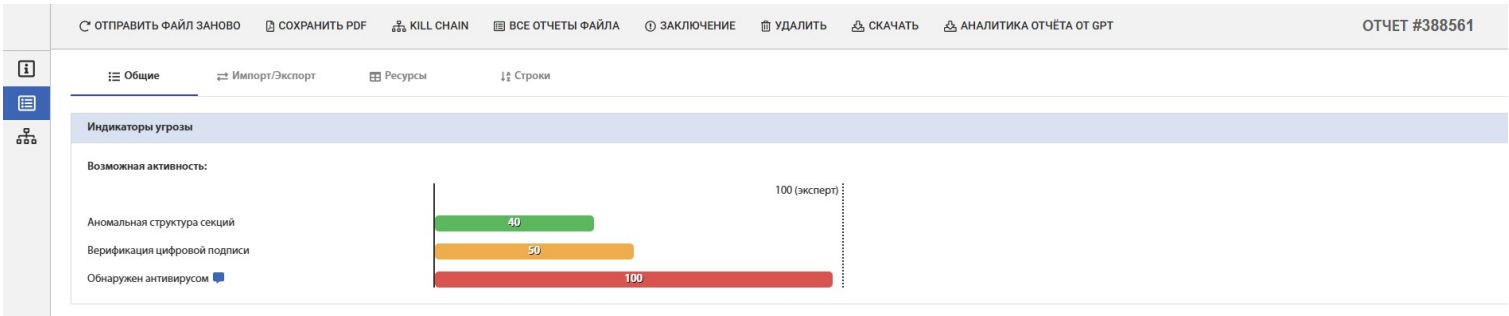 ОТПРАВИТЬ ФАЙЛ ЗАНОВО СОХРАНИТЬ PDF KILL CHAIN ВСЕ ОТЧЕТЫ ФАЙЛА ЗАКЛЮЧЕНИЕ УДАЛИТЬ СКАЧАТЬ АНАЛИТИКА ОТЧЁТА ОТ GPT ОТЧЕТ #388561
Общие Импорт/Экспорт Ресурсы Строки
Индикаторы угрозы
Возможная активность:
100 (эксперт)
Аномальная структура секций 40
Верификация цифровой подписи 50
Обнаружен антивирусом 100